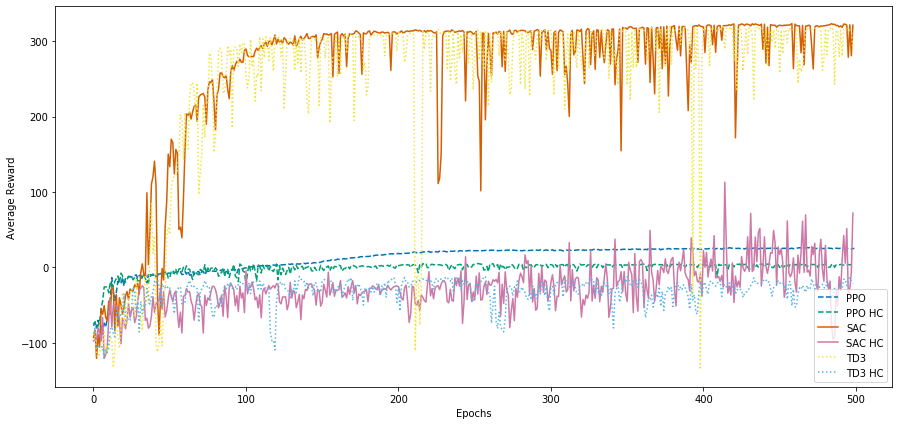 300
200
100
0
−100
Average Reward
0
100
200
300
400
500
Epochs
PPO
PPO HC
SAC
SAC HC
TD3
TD3 HC